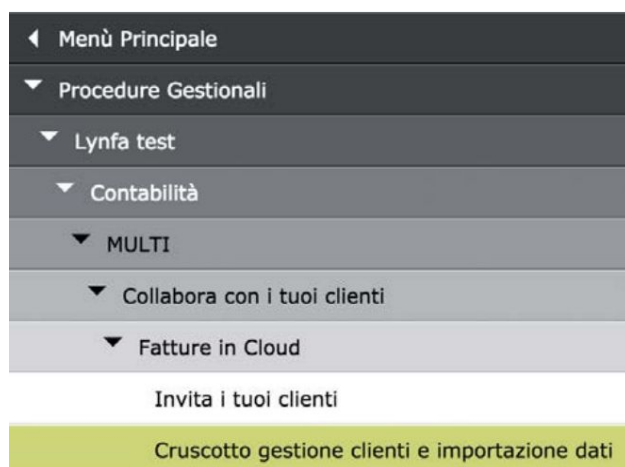 Menù Principale
Procedure Gestionali
Lynfa test
Contabilità
MULTI
Collabora con i tuoi clienti
Fatture in Cloud
Invita i tuoi clienti
Cruscotto gestione clienti e importazione dati